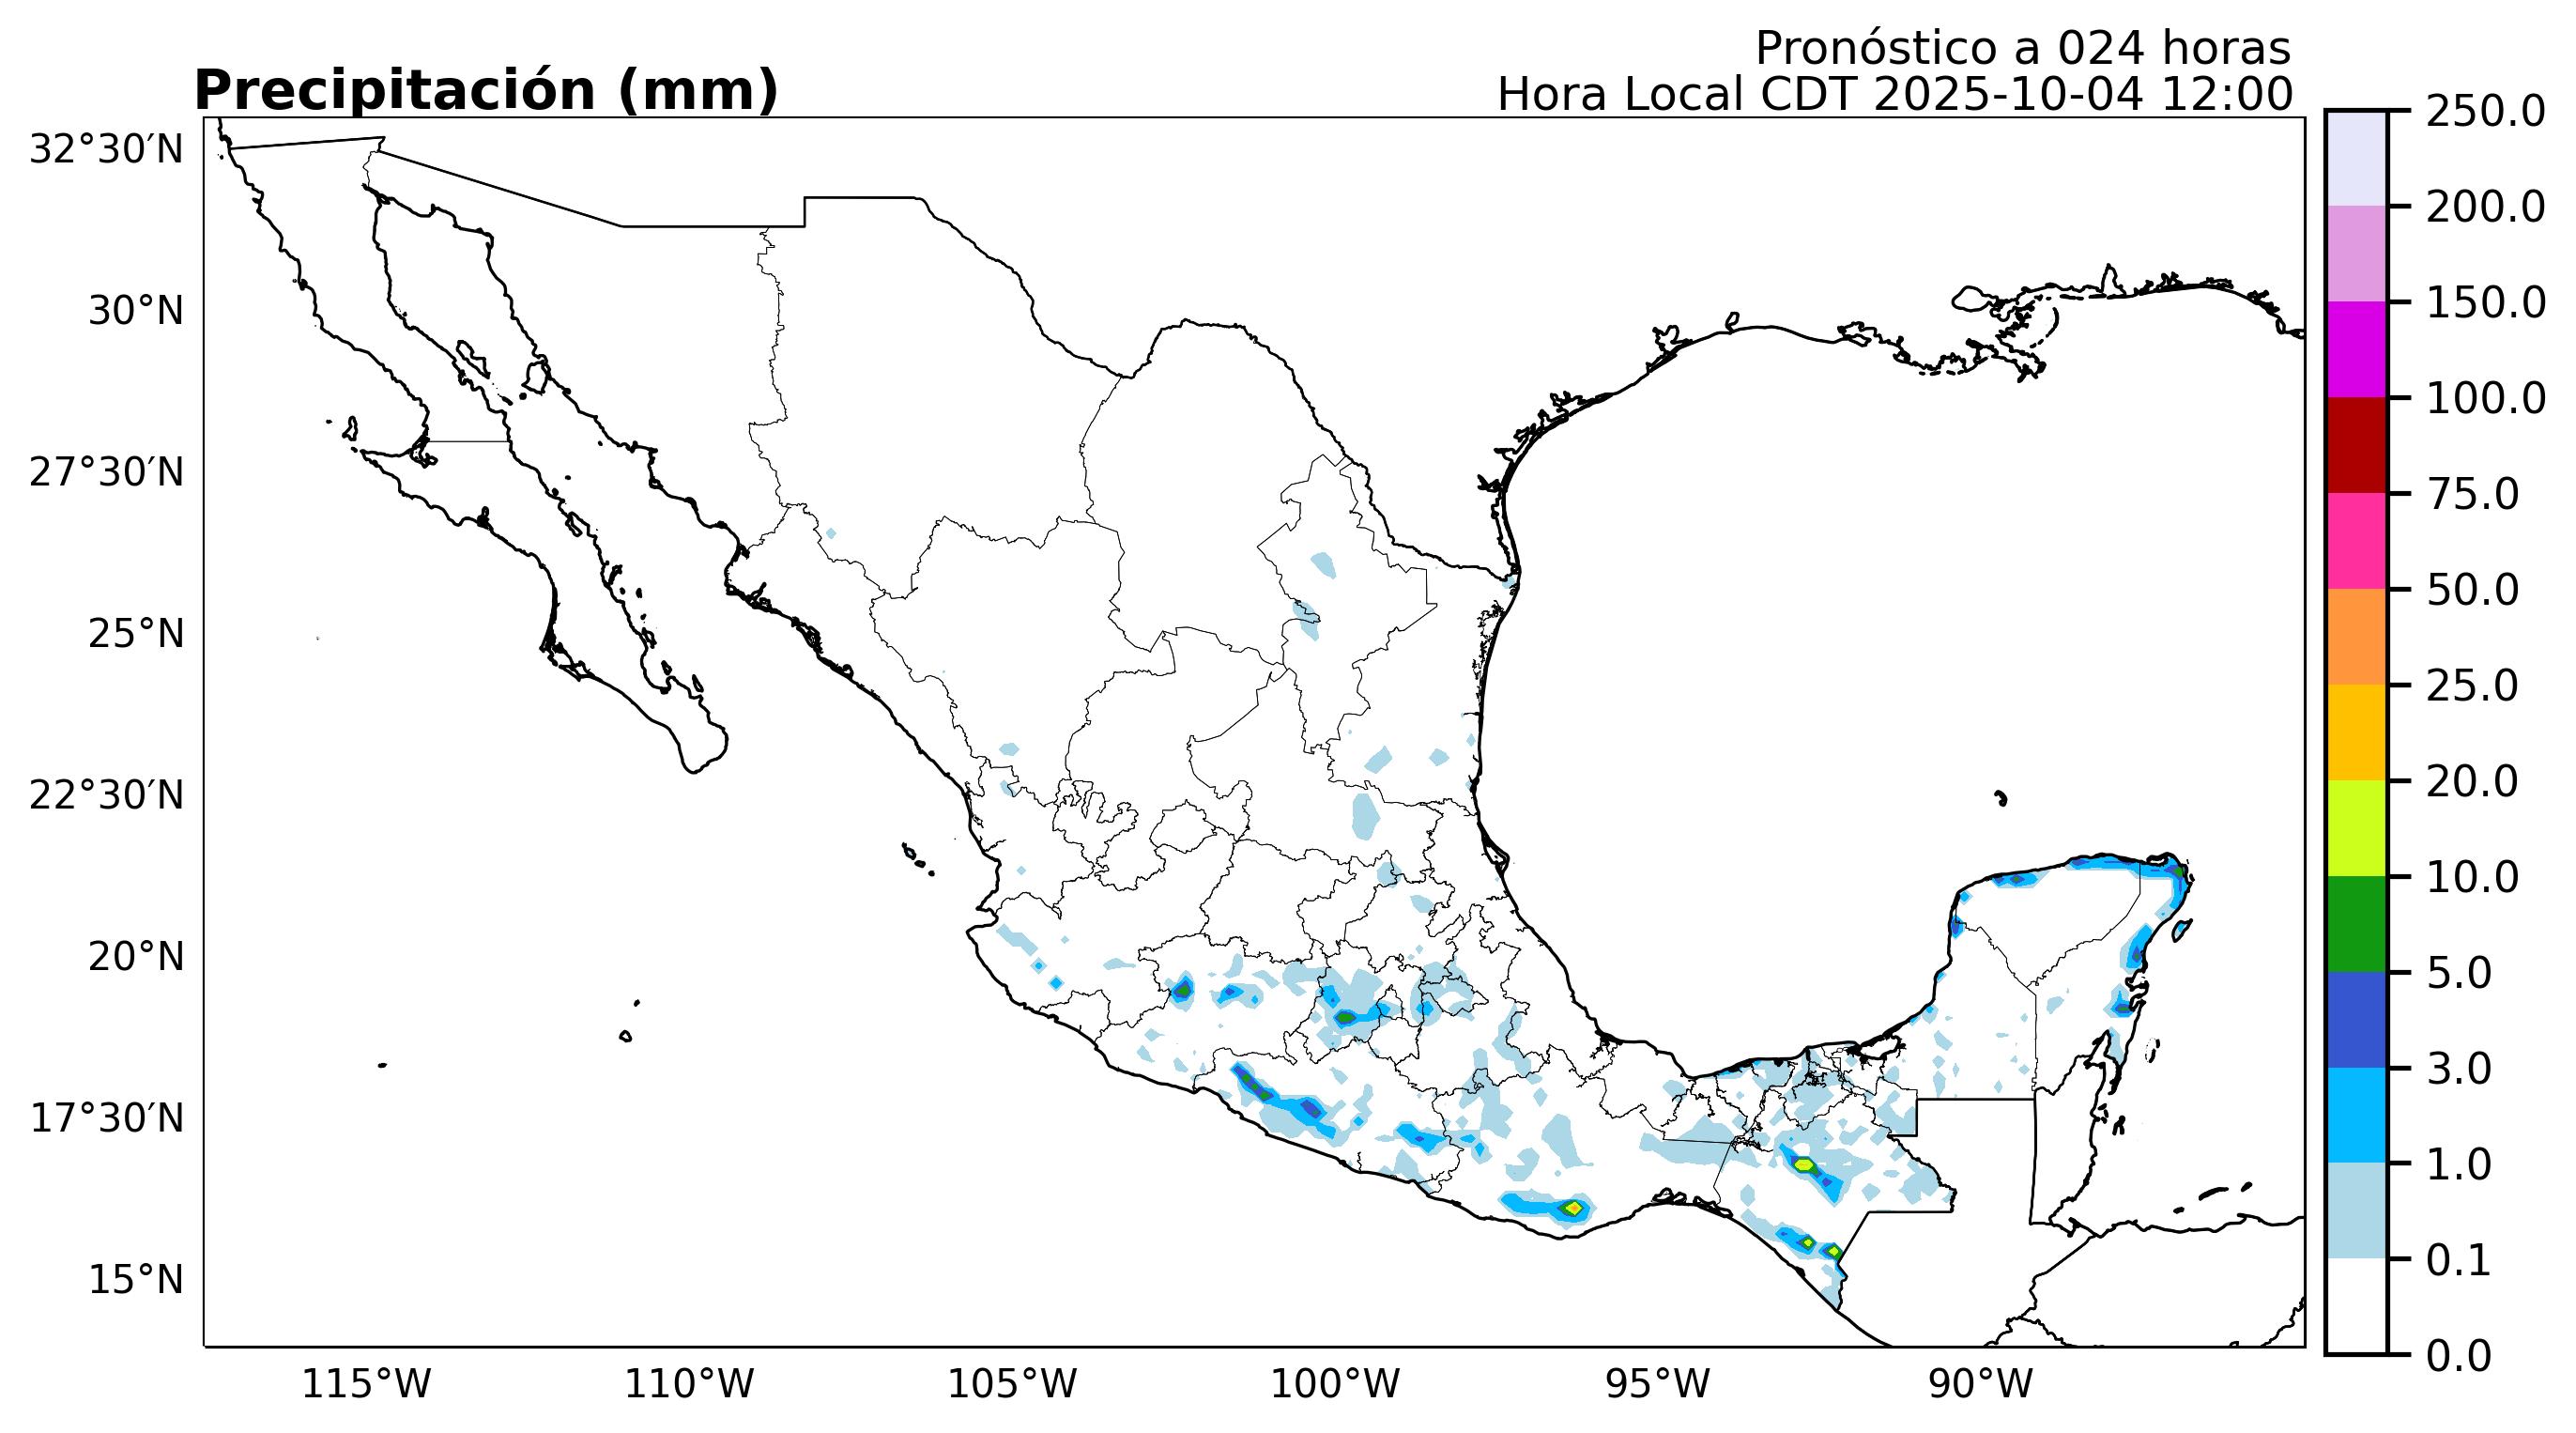 Pronóstico a 024 horas
Precipitación (mm)
Hora Local CDT 2025-10-04 12:00
32°30′N
30°N
27°30′N
25°N
22°30′N
20°N
17°30′N
15°N
115°W
110°W
105°W
100°W
95°W
90°W
250.0
200.0
150.0
100.0
75.0
50.0
25.0
20.0
10.0
5.0
3.0
1.0
0.1
0.0